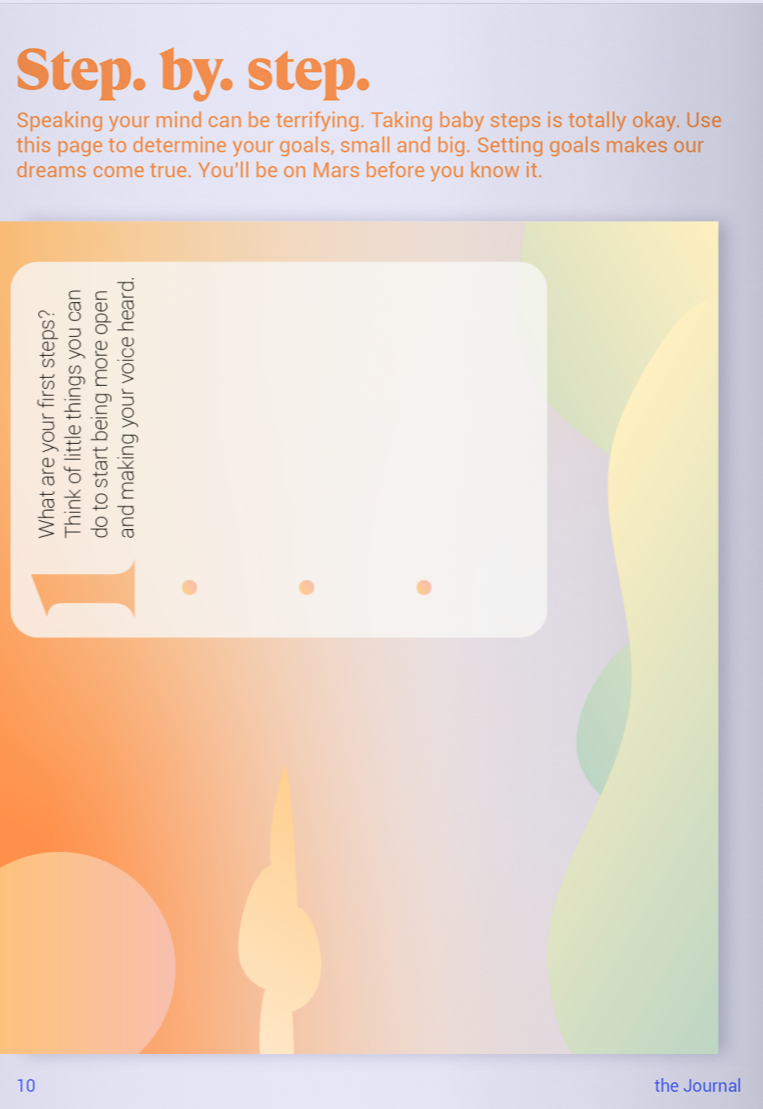 Step. by. step.
Speaking your mind can be terrifying. Taking baby steps is totally okay. Use
this page to determine your goals, small and big. Setting goals makes our
dreams come true. You'll be on Mars before you know it.
1
What are your first steps?
Think of little things you can
do to start being more open
and making your voice heard.
10
the Journal